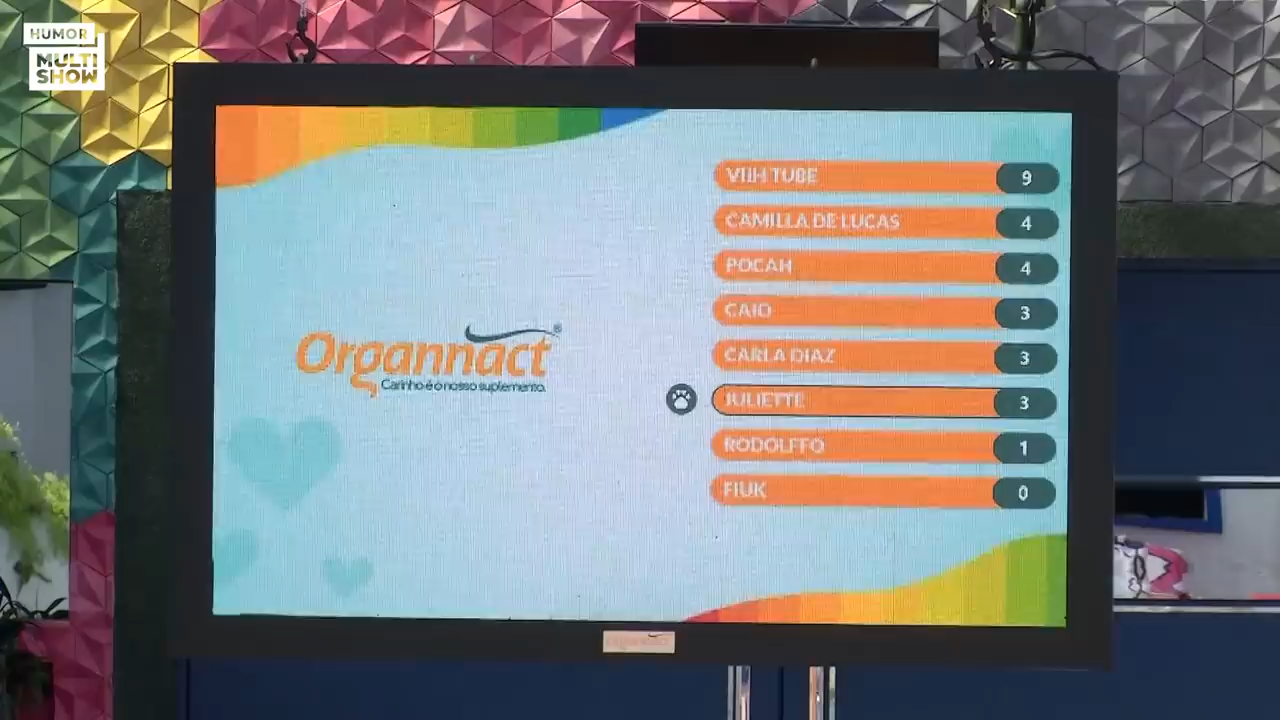 HUMOR
MULTI
SHOW
VIIH TUBE 9
CAMILLA DE LUCAS 4
POCAH 4
CAIO 3
CARLA DIAZ 3
JULIETTE 3
RODOLFFO 1
FIUK 0
Organnact®
Carinho é o nosso suplemento.